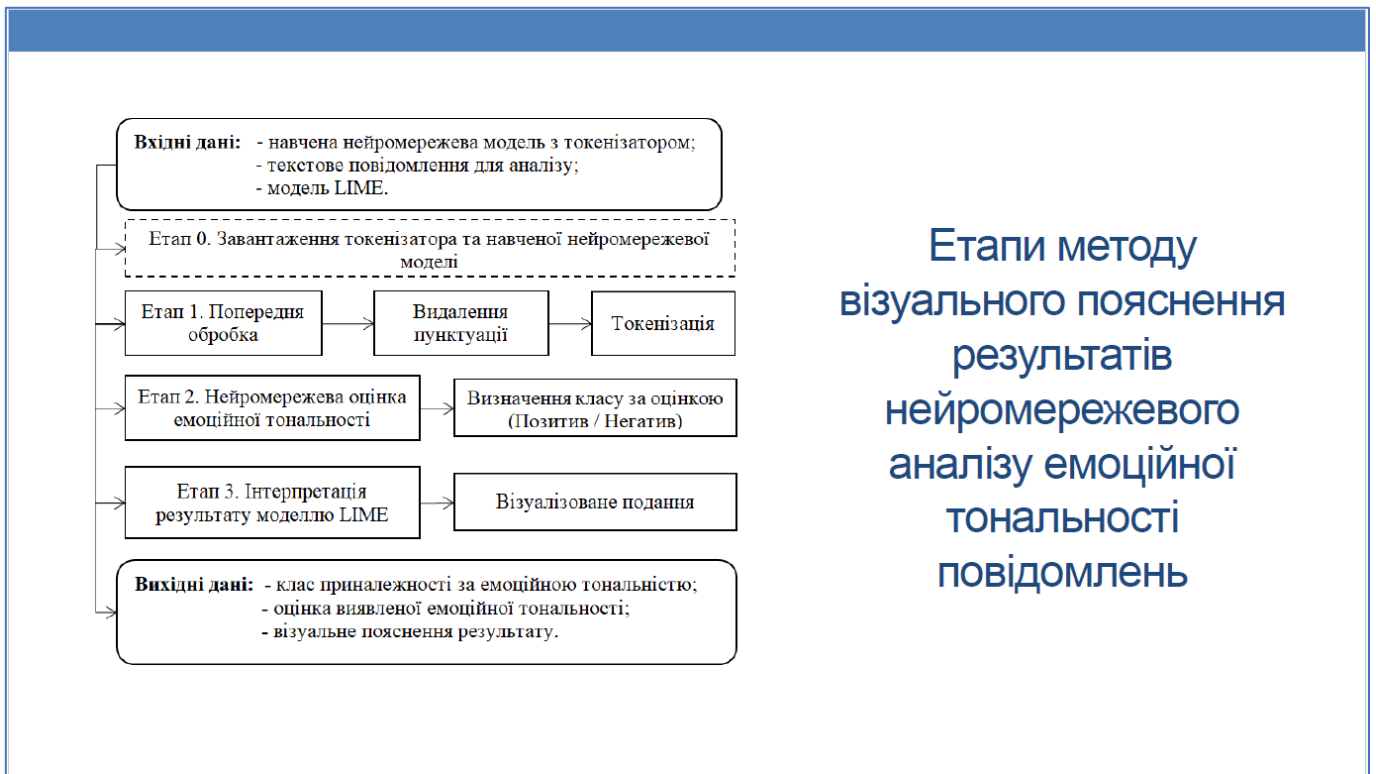 Вхідні дані: - навчена нейромережева модель з токенізатором;
- текстове повідомлення для аналізу;
- модель LIME.
Етап 0. Завантаження токенізатора та навченої нейромережевої
моделі
Етап 1. Попередня
обробка
Видалення
пунктуації
Токенізація
Етап 2. Нейромережева оцінка
емоційної тональності
Визначення класу за оцінкою
(Позитив / Негатив)
Етап 3. Інтерпретація
результату моделлю LIME
Візуалізоване подання
Вихідні дані: - клас приналежності за емоційною тональністю;
- оцінка виявленої емоційної тональності;
- візуальне пояснення результату.
Етапи методу
візуального пояснення
результатів
нейромережевого
аналізу емоційної
тональності
повідомлень